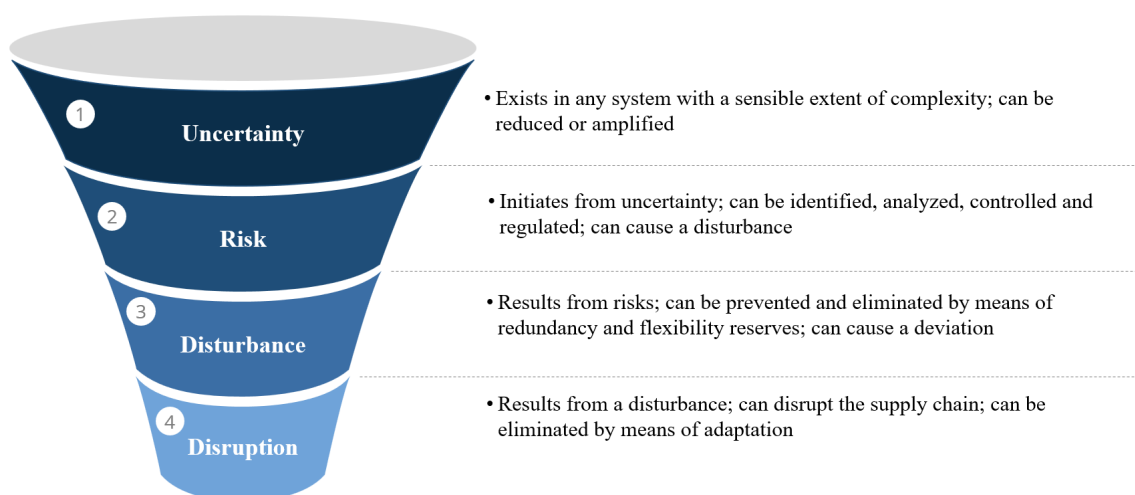 1
Uncertainty
• Exists in any system with a sensible extent of complexity; can be
reduced or amplified
2
Risk
• Initiates from uncertainty; can be identified, analyzed, controlled and
regulated; can cause a disturbance
3
Disturbance
• Results from risks; can be prevented and eliminated by means of
redundancy and flexibility reserves; can cause a deviation
4
Disruption
• Results from a disturbance; can disrupt the supply chain; can be
eliminated by means of adaptation